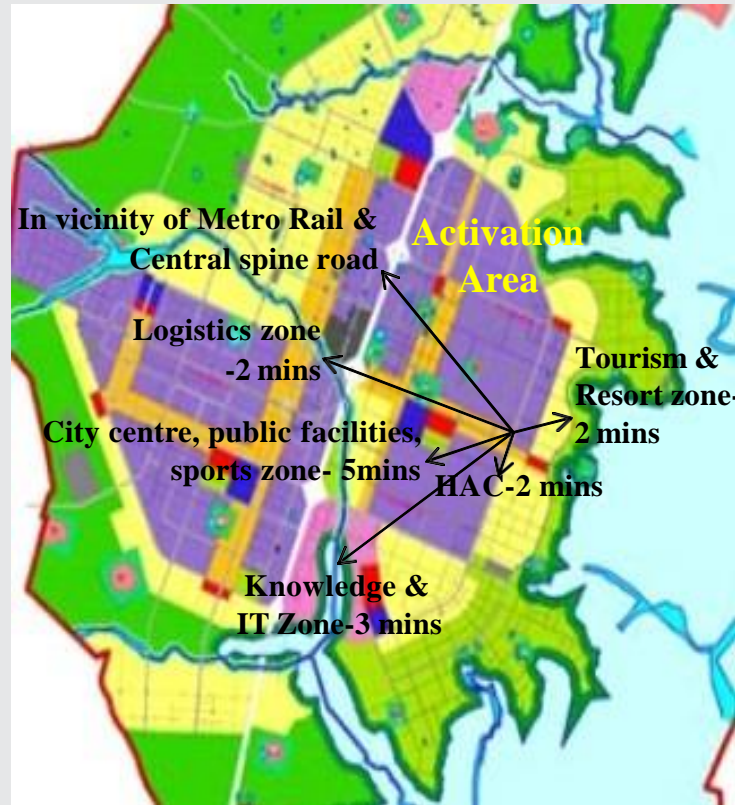 In vicinity of Metro Rail &
Central spine road
Activation
Area
Logistics zone
-2 mins
Tourism &
Resort zone-
2 mins
City centre, public facilities,
sports zone- 5mins
HAC-2 mins
Knowledge &
IT Zone-3 mins